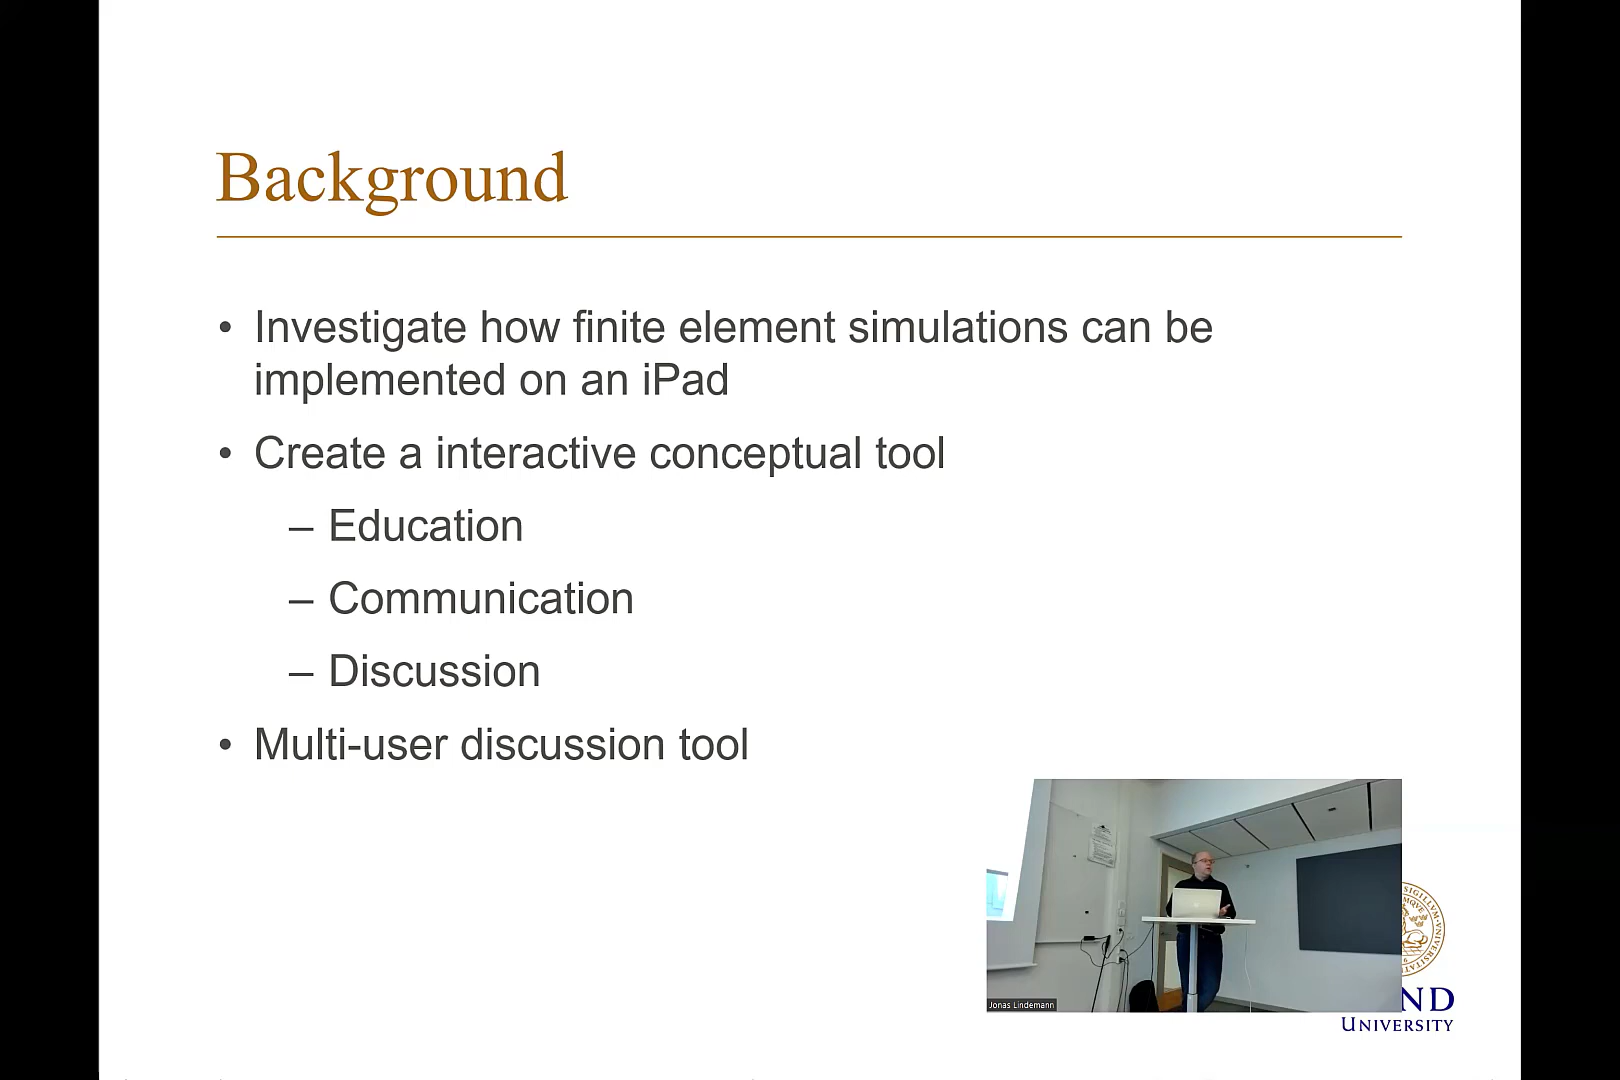 Background
• Investigate how finite element simulations can be
implemented on an iPad
• Create a interactive conceptual tool
– Education
– Communication
– Discussion
• Multi-user discussion tool
Jonas Lindemann
ND
UNIVERSITY